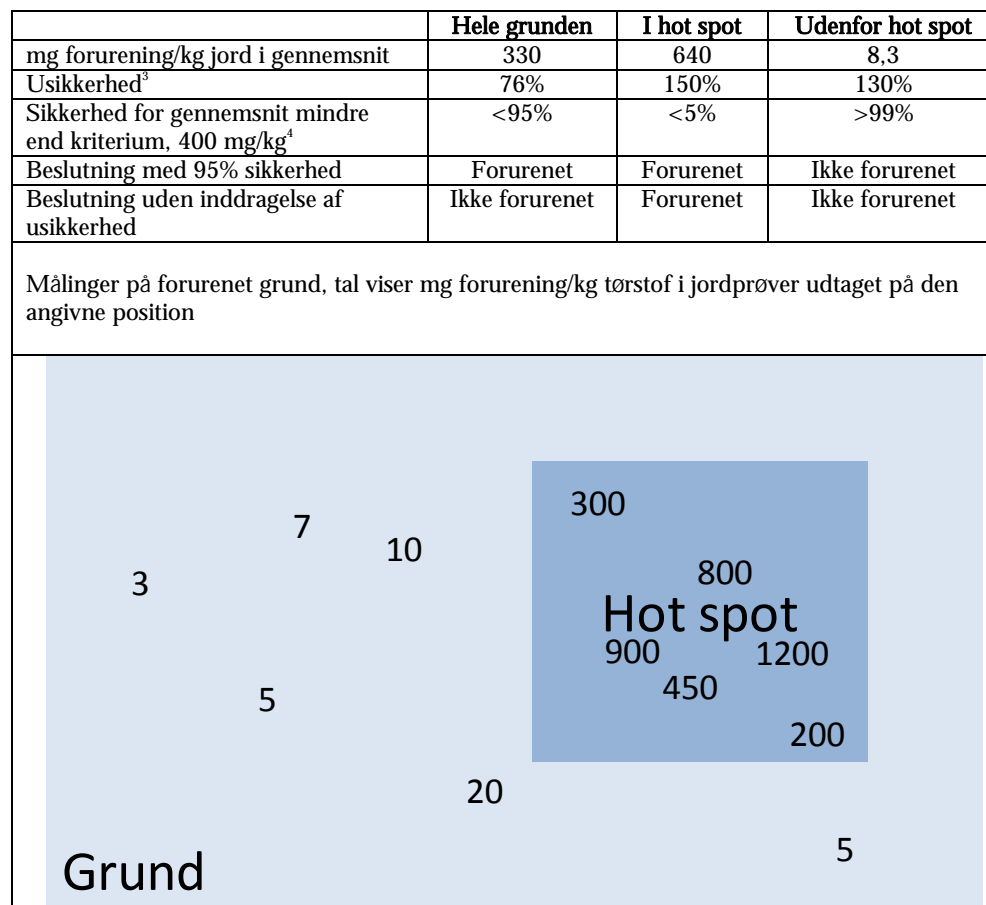 Hele grunden I hot spot Udenfor hot spot
mg forurening/kg jord i gennemsnit 330 640 8,3
Usikkerhed³ 76% 150% 130%
Sikkerhed for gennemsnit mindre <95% <5% >99%
end kriterium, 400 mg/kg⁴
Beslutning med 95% sikkerhed Forurenet Forurenet Ikke forurenet
Beslutning uden inddragelse af Ikke forurenet Forurenet Ikke forurenet
usikkerhed
Målinger på forurenet grund, tal viser mg forurening/kg tørstof i jordprøver udtaget på den
angivne position
300
7
10
800
3
Hot spot
900 1200
450
5
200
20
5
Grund